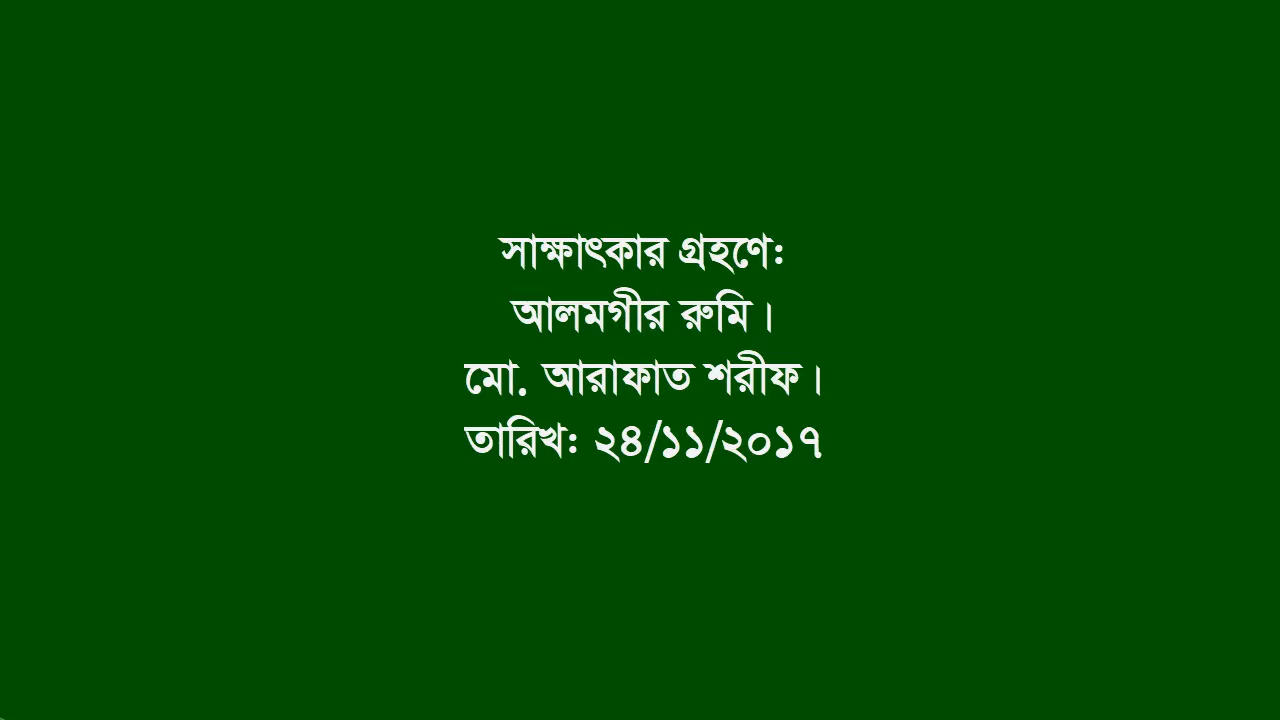 সাক্ষাৎকার গ্রহণে:
আলমগীর রুমি।
মো. আরাফাত শরীফ।
তারিখ: ২৪/১১/২০১৭